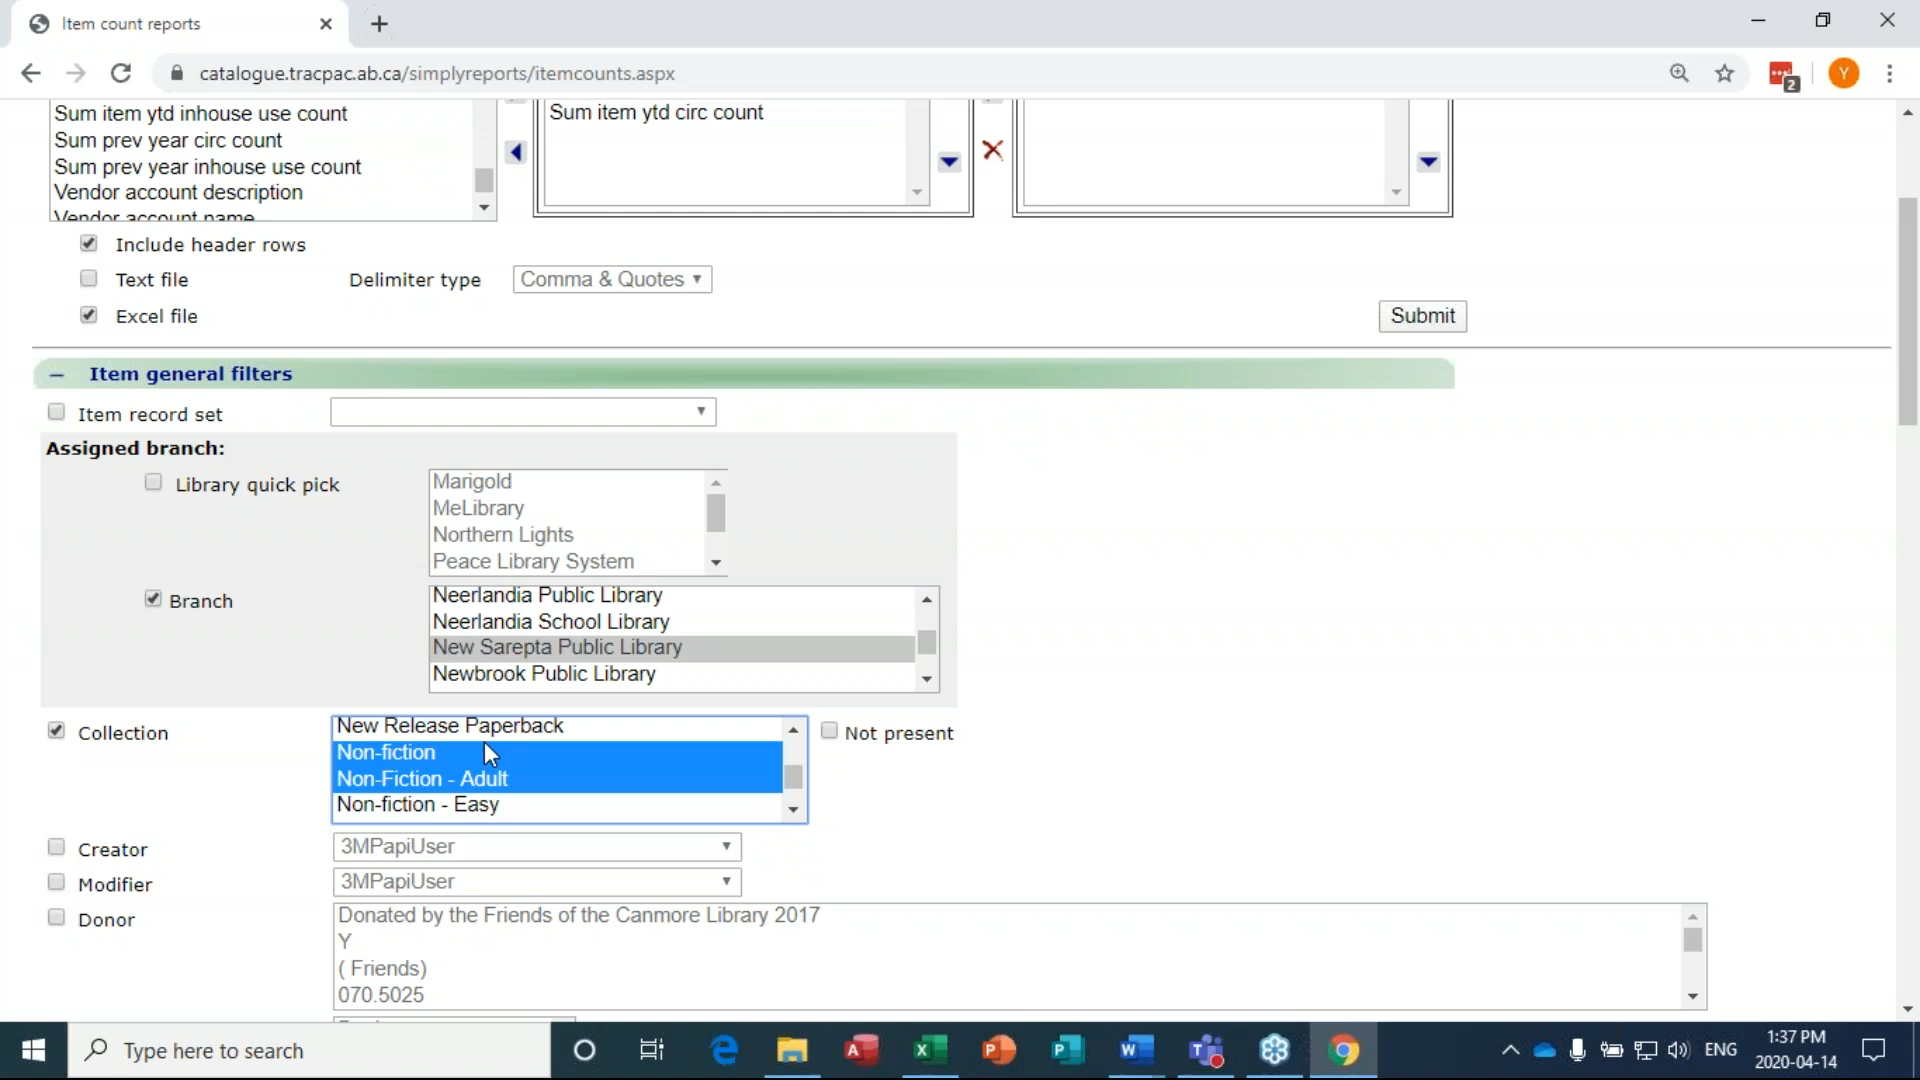 Item count reports
catalogue.tracpac.ab.ca/simplyreports/itemcounts.aspx
2
Y
Sum item ytd inhouse use count
Sum prev year circ count
Sum prev year inhouse use count
Vendor account description
Vendor account name
Sum item ytd circ count
Include header rows
Text file
Delimiter type
Comma & Quotes
Excel file
Submit
Item general filters
Item record set
Assigned branch:
Library quick pick
Marigold
MeLibrary
Northern Lights
Peace Library System
Branch
Neerlandia Public Library
Neerlandia School Library
New Sarepta Public Library
Newbrook Public Library
Collection
New Release Paperback
Non-fiction
Non-Fiction - Adult
Non-fiction - Easy
Not present
Creator
3MPapiUser
Modifier
3MPapiUser
Donor
Donated by the Friends of the Canmore Library 2017
Y
( Friends)
070.5025
Type here to search
ENG
1:37 PM
2020-04-14